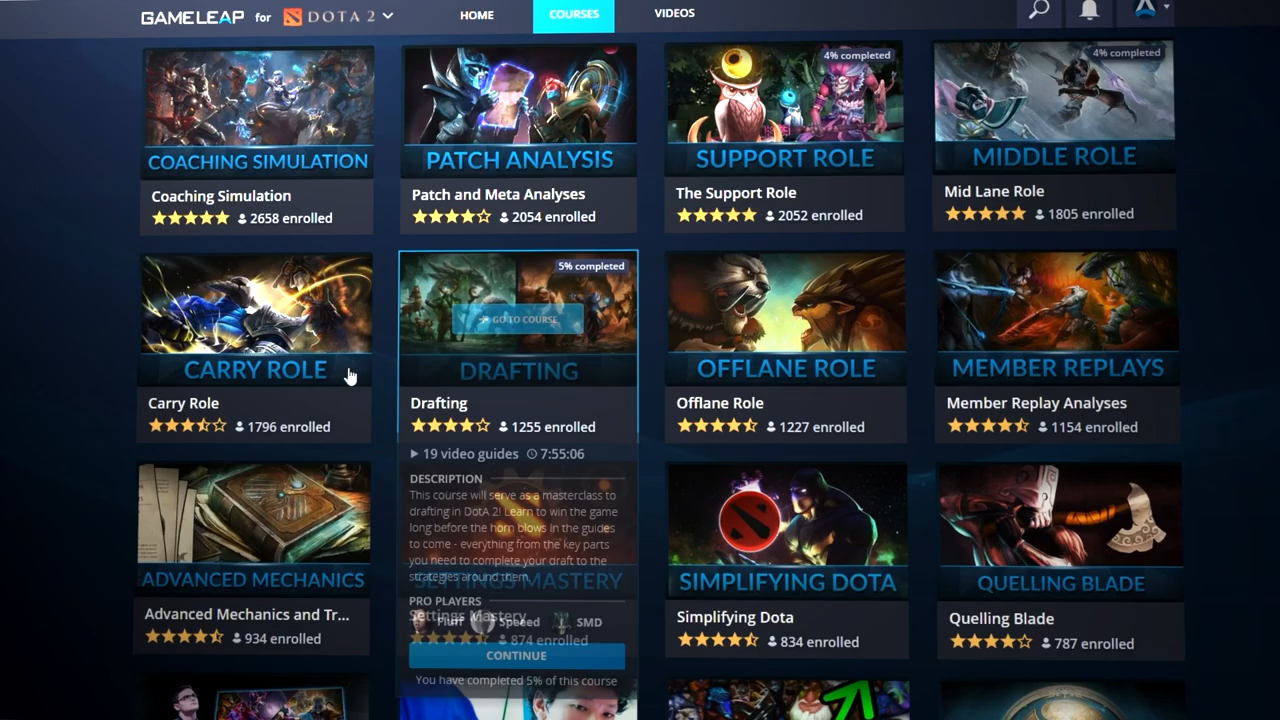 GAMELEAP for DOTA 2
HOME
COURSES
VIDEOS
COACHING SIMULATION
Coaching Simulation
2658 enrolled
PATCH ANALYSIS
Patch and Meta Analyses
2054 enrolled
4% completed
SUPPORT ROLE
The Support Role
2052 enrolled
4% completed
MIDDLE ROLE
Mid Lane Role
1805 enrolled
CARRY ROLE
Carry Role
1796 enrolled
5% completed
GO TO COURSE
DRAFTING
Drafting
1255 enrolled
19 video guides 7:55:06
DESCRIPTION
This course will serve as a masterclass to
drafting in DotA 2! Learn to win the game
long before the horn blows in the guides
to come - everything from the key parts
you need to complete your draft to the
strategies around them.
PRO PLAYERS
Fluff Speeed SMD
CONTINUE
You have completed 5% of this course
OFFLANE ROLE
Offlane Role
1227 enrolled
MEMBER REPLAYS
Member Replay Analyses
1154 enrolled
ADVANCED MECHANICS
Advanced Mechanics and Tr...
934 enrolled
SETTINGS MASTERY
Settings Mastery
874 enrolled
SIMPLIFYING DOTA
Simplifying Dota
834 enrolled
QUELLING BLADE
Quelling Blade
787 enrolled